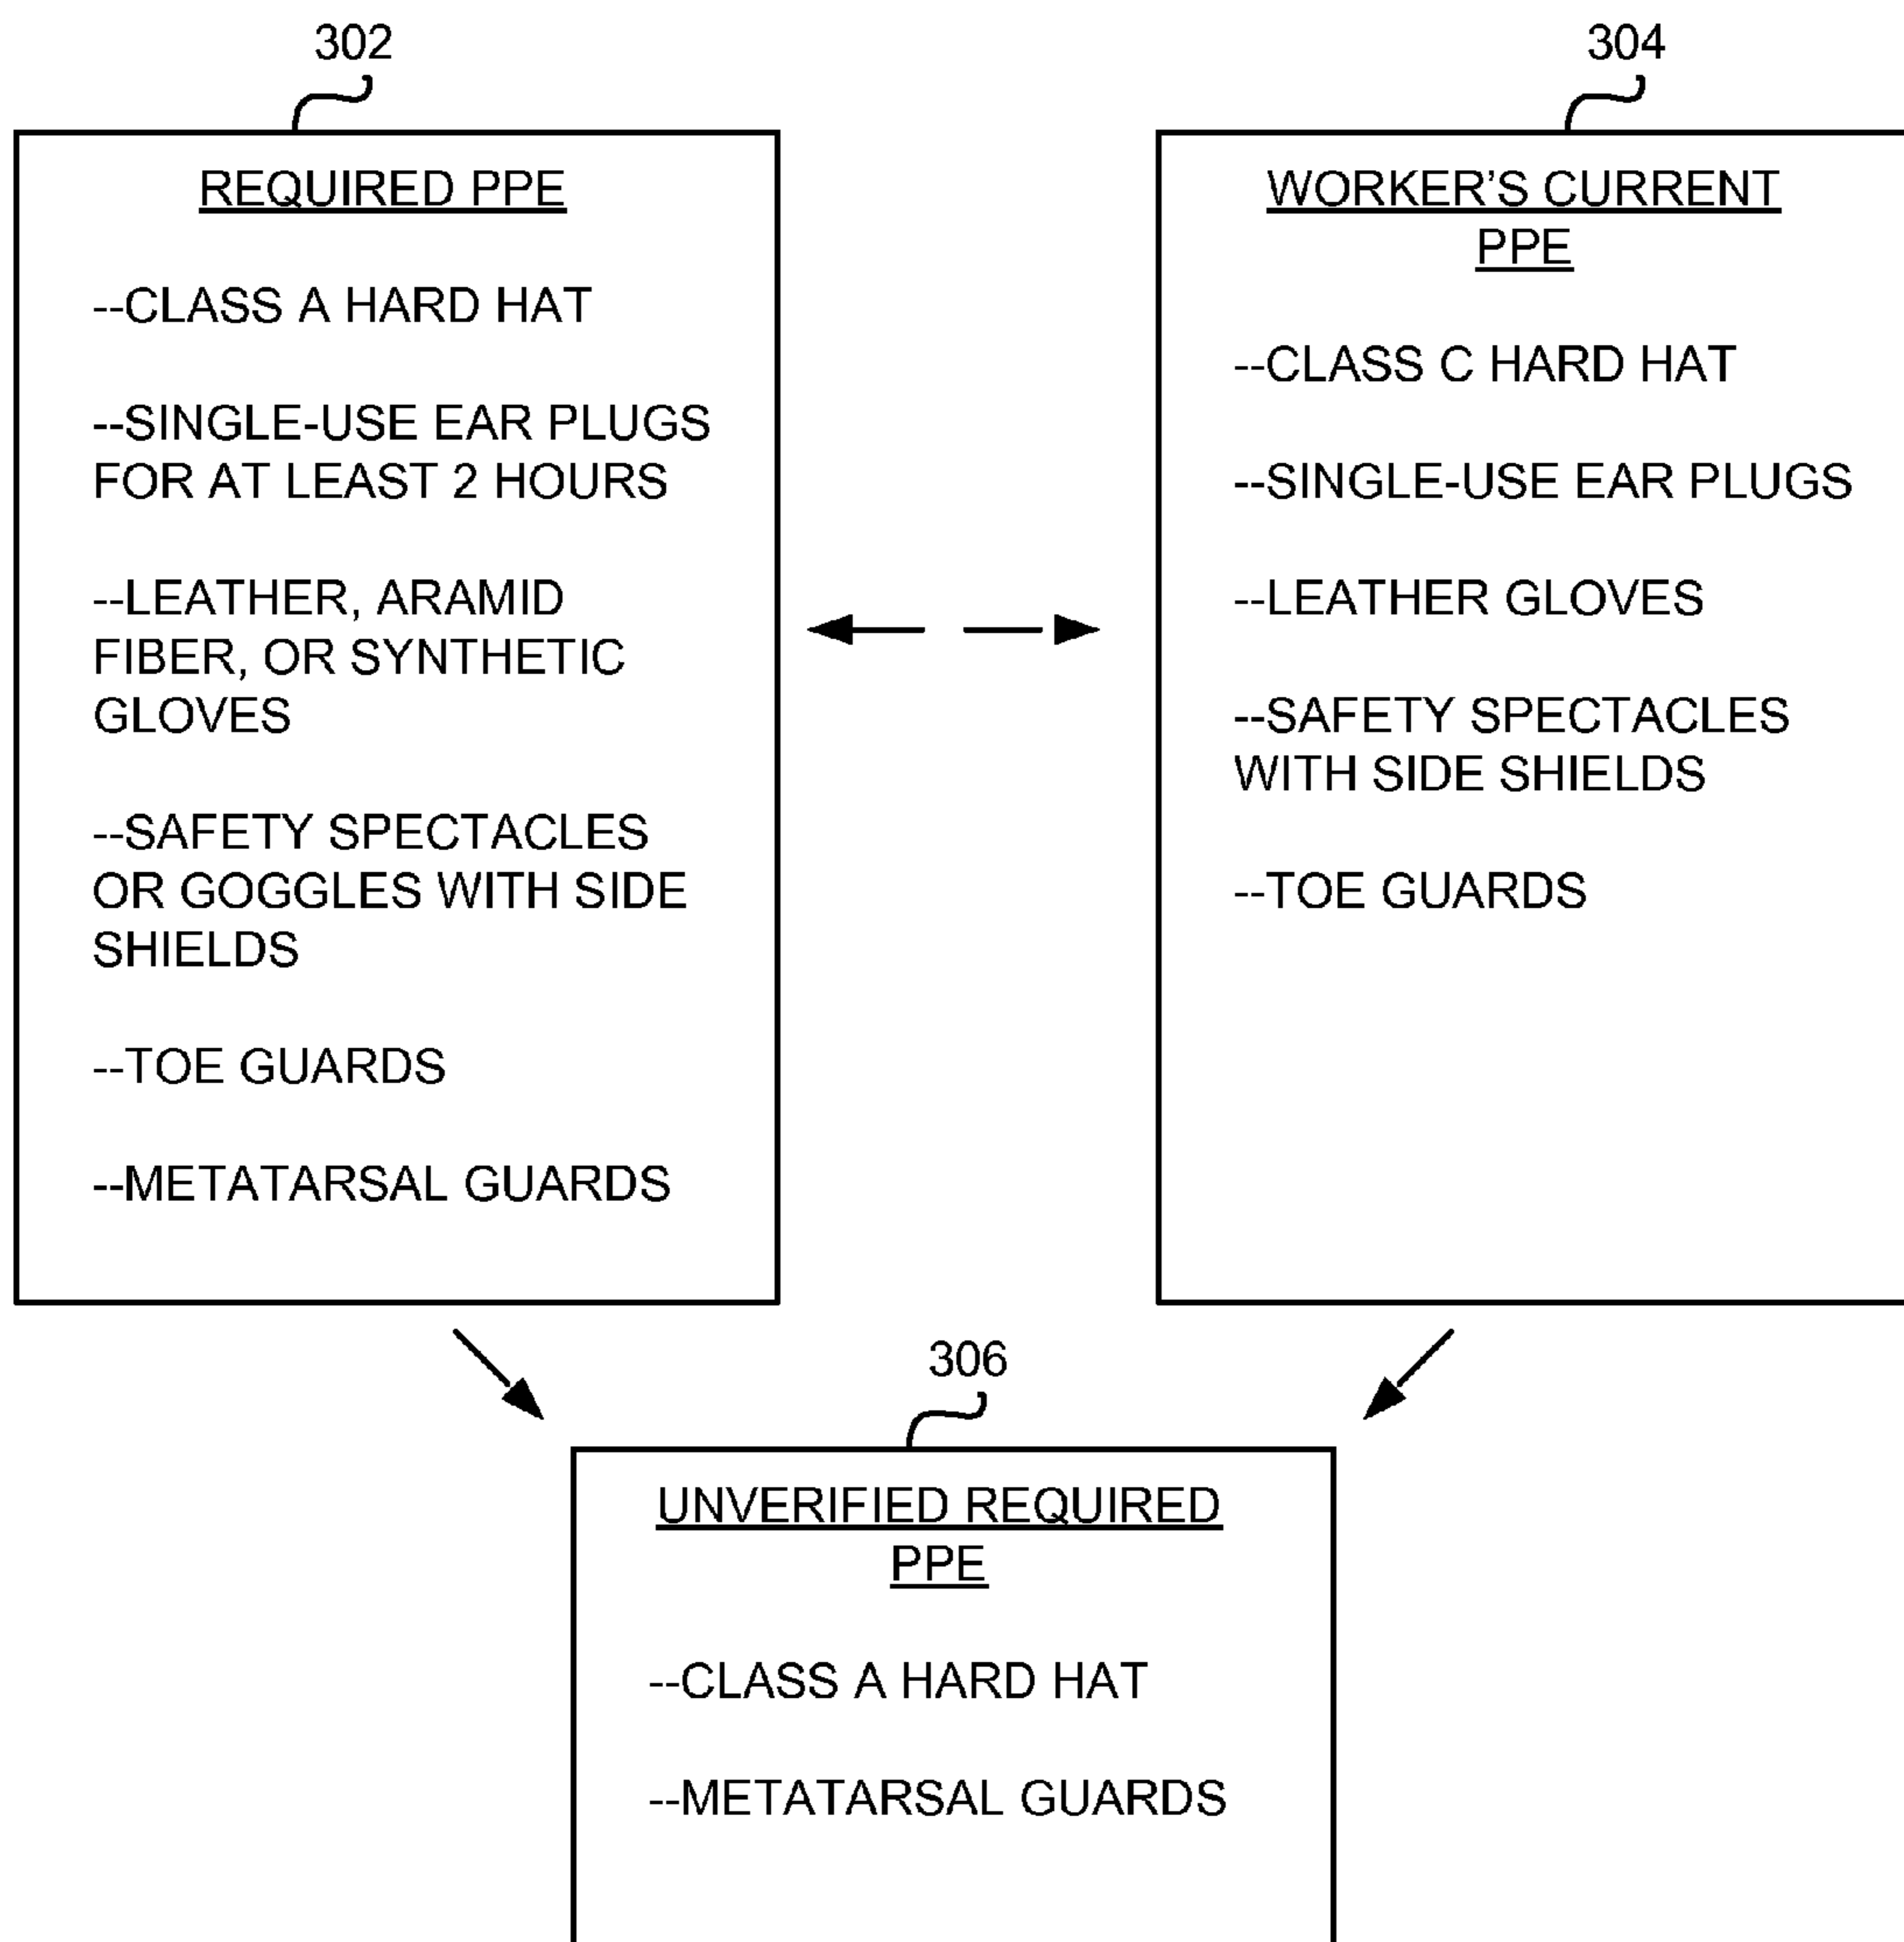 302
REQUIRED PPE
--CLASS A HARD HAT
--SINGLE-USE EAR PLUGS
FOR AT LEAST 2 HOURS
--LEATHER, ARAMID
FIBER, OR SYNTHETIC
GLOVES
--SAFETY SPECTACLES
OR GOGGLES WITH SIDE
SHIELDS
--TOE GUARDS
--METATARSAL GUARDS
304
WORKER'S CURRENT
PPE
--CLASS C HARD HAT
--SINGLE-USE EAR PLUGS
--LEATHER GLOVES
--SAFETY SPECTACLES
WITH SIDE SHIELDS
--TOE GUARDS
306
UNVERIFIED REQUIRED
PPE
--CLASS A HARD HAT
--METATARSAL GUARDS